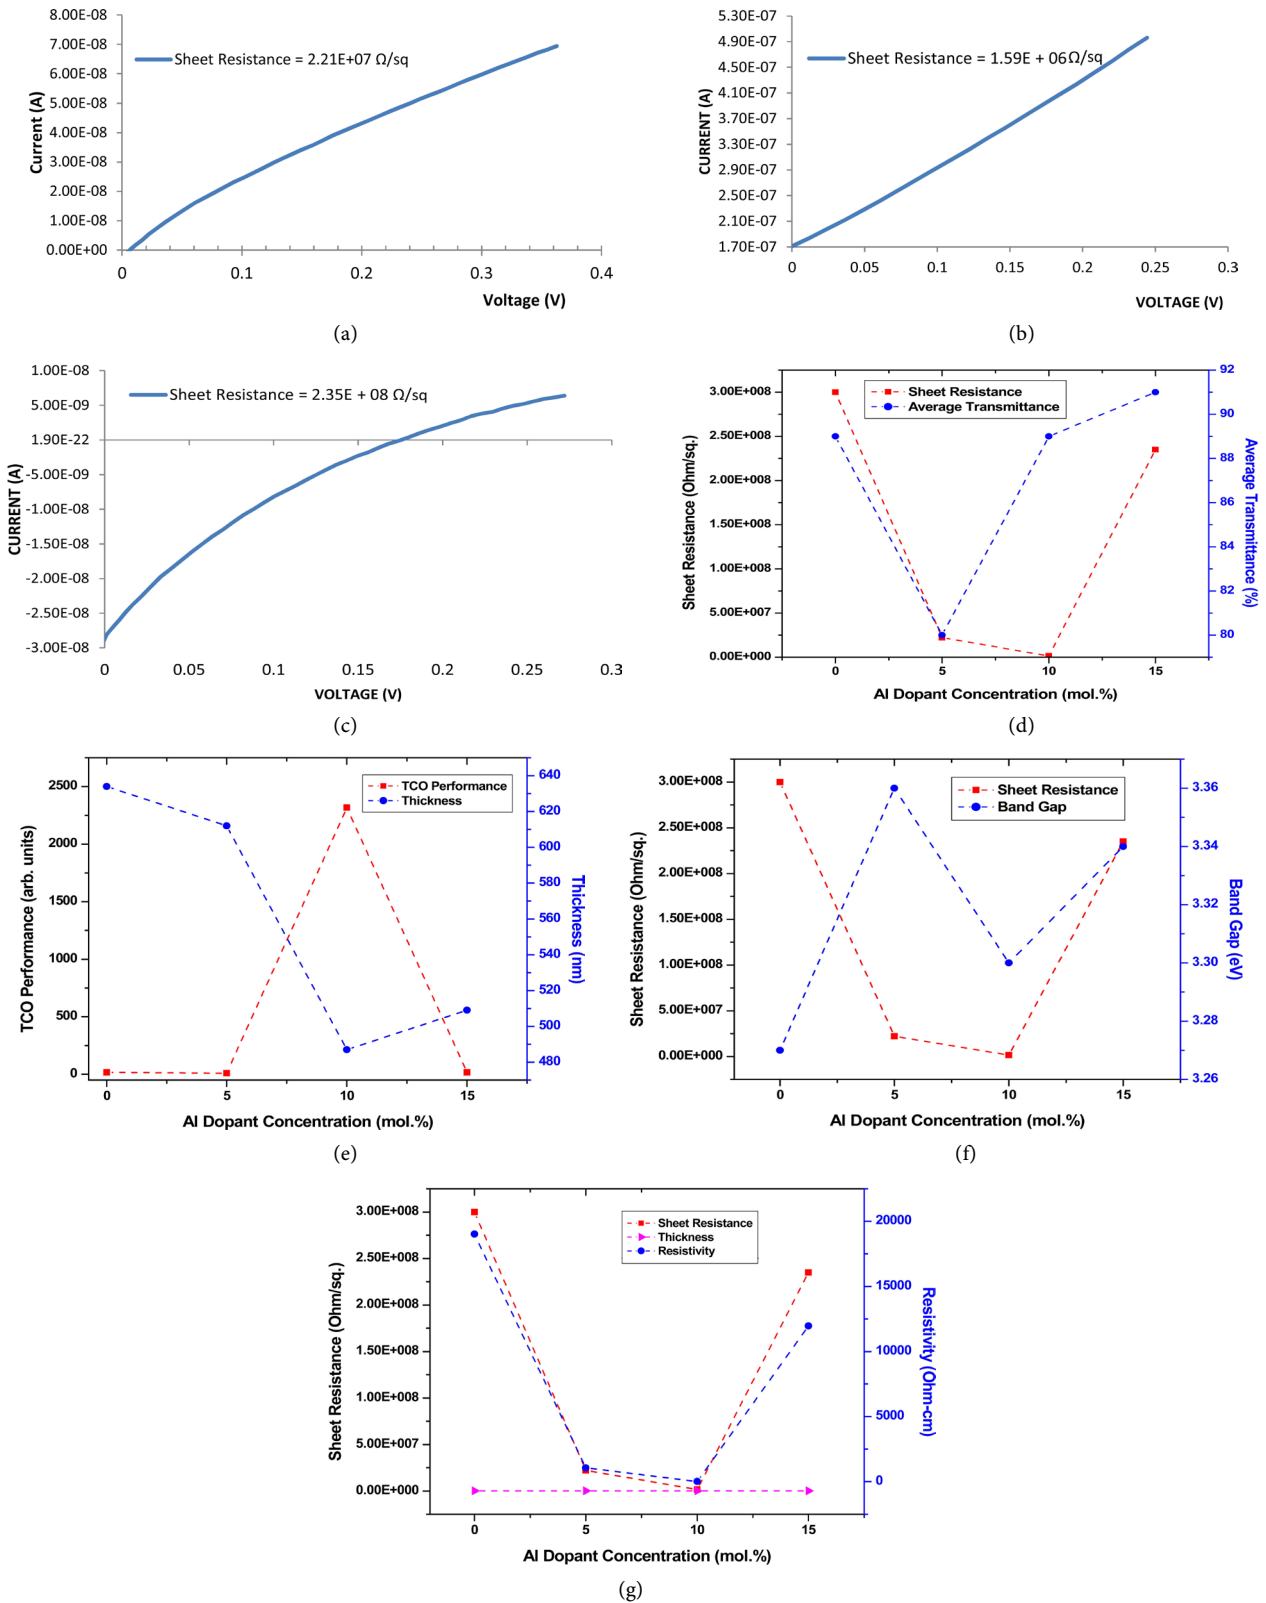 8.00E-08
7.00E-08
6.00E-08
5.00E-08
4.00E-08
3.00E-08
2.00E-08
1.00E-08
0.00E+00
Current (A)
Sheet Resistance = 2.21E+07 Ω/sq
0 0.1 0.2 0.3 0.4
Voltage (V)
(a)
5.30E-07
4.90E-07
4.50E-07
4.10E-07
3.70E-07
3.30E-07
2.90E-07
2.50E-07
2.10E-07
1.70E-07
CURRENT (A)
Sheet Resistance = 1.59E + 06 Ω/sq
0 0.05 0.1 0.15 0.2 0.25 0.3
VOLTAGE (V)
(b)
1.00E-08
5.00E-09
1.90E-22
-5.00E-09
-1.00E-08
-1.50E-08
-2.00E-08
-2.50E-08
-3.00E-08
CURRENT (A)
Sheet Resistance = 2.35E + 08 Ω/sq
0 0.05 0.1 0.15 0.2 0.25 0.3
VOLTAGE (V)
(c)
3.00E+008
2.50E+008
2.00E+008
1.50E+008
1.00E+008
5.00E+007
0.00E+000
Sheet Resistance (Ohm/sq.)
Sheet Resistance
Average Transmittance
92
90
88
86
84
82
80
Average Transmittance (%)
0 5 10 15
Al Dopant Concentration (mol.%)
(d)
2500
2000
1500
1000
500
0
TCO Performance (arb. units)
TCO Performance
Thickness
640
620
600
580
560
540
520
500
480
Thickness (nm)
0 5 10 15
Al Dopant Concentration (mol.%)
(e)
3.00E+008
2.50E+008
2.00E+008
1.50E+008
1.00E+008
5.00E+007
0.00E+000
Sheet Resistance (Ohm/sq.)
Sheet Resistance
Band Gap
3.36
3.34
3.32
3.30
3.28
3.26
Band Gap (eV)
0 5 10 15
Al Dopant Concentration (mol.%)
(f)
3.00E+008
2.50E+008
2.00E+008
1.50E+008
1.00E+008
5.00E+007
0.00E+000
Sheet Resistance (Ohm/sq.)
Sheet Resistance
Thickness
Resistivity
20000
15000
10000
5000
0
Resistivity (Ohm-cm)
0 5 10 15
Al Dopant Concentration (mol.%)
(g)